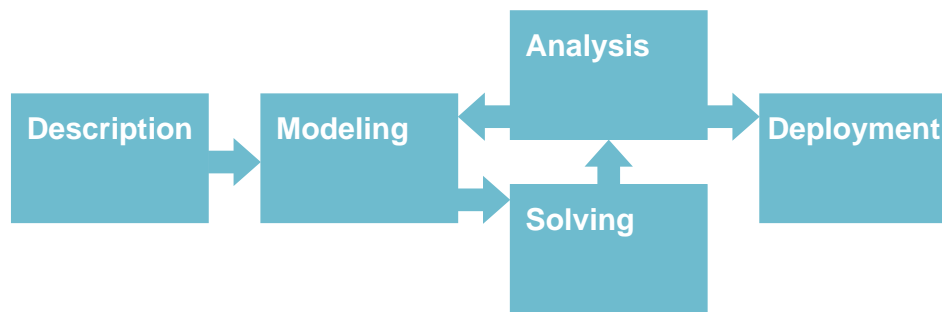 Description
Modeling
Analysis
Solving
Deployment